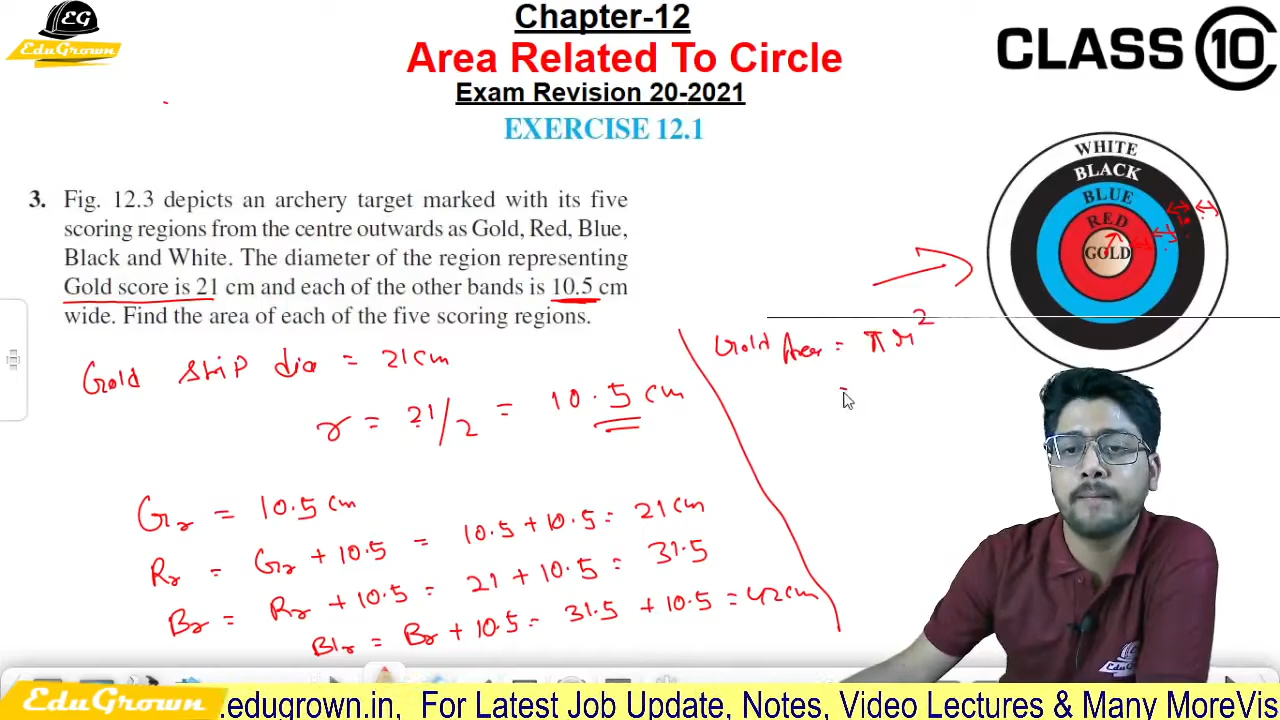 EG
EduGrown
Chapter-12
Area Related To Circle
Exam Revision 20-2021
EXERCISE 12.1
CLASS 10
3. Fig. 12.3 depicts an archery target marked with its five
scoring regions from the centre outwards as Gold, Red, Blue,
Black and White. The diameter of the region representing
Gold score is 21 cm and each of the other bands is 10.5 cm
wide. Find the area of each of the five scoring regions.
WHITE
BLACK
BLUE
RED
GOLD
Gold strip dia = 21 cm
r = 21/2 = 10.5 cm
Gr = 10.5 cm
Rr = Gr + 10.5 = 10.5 + 10.5 = 21 cm
Br = Rr + 10.5 = 21 + 10.5 = 31.5
Blr = Br + 10.5 = 31.5 + 10.5 = 42 cm
Gold Area = πr²
=
EduGrown
.edugrown.in, For Latest Job Update, Notes, Video Lectures & Many MoreVis